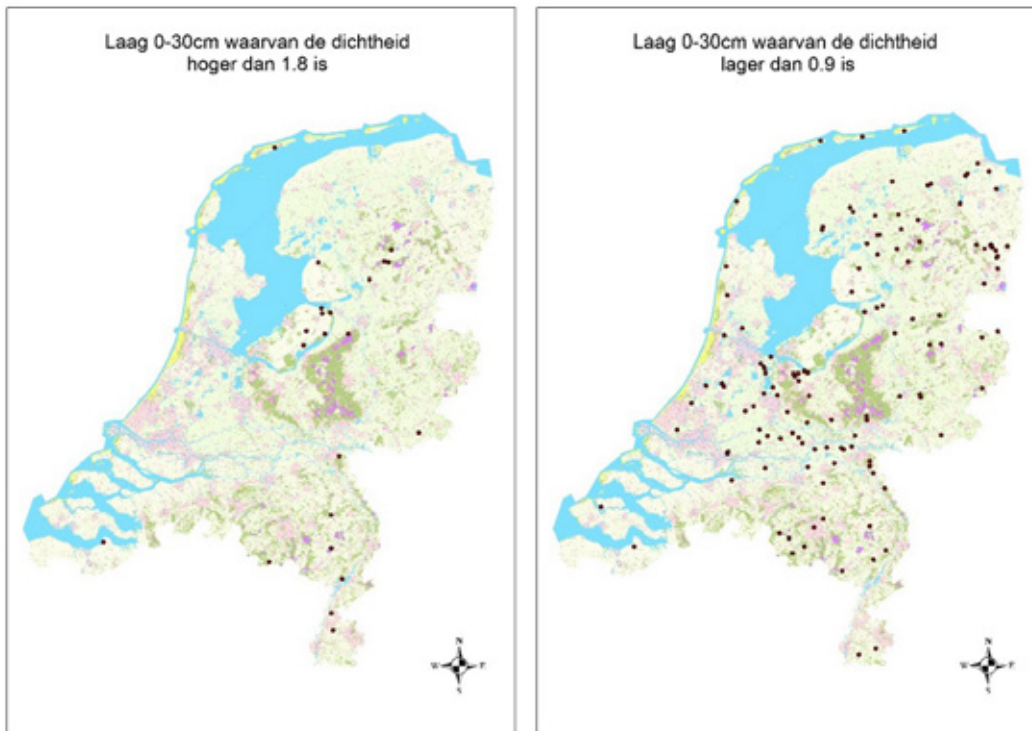 Laag 0-30cm waarvan de dichtheid
hoger dan 1.8 is
N
W E
S
Laag 0-30cm waarvan de dichtheid
lager dan 0.9 is
N
W E
S